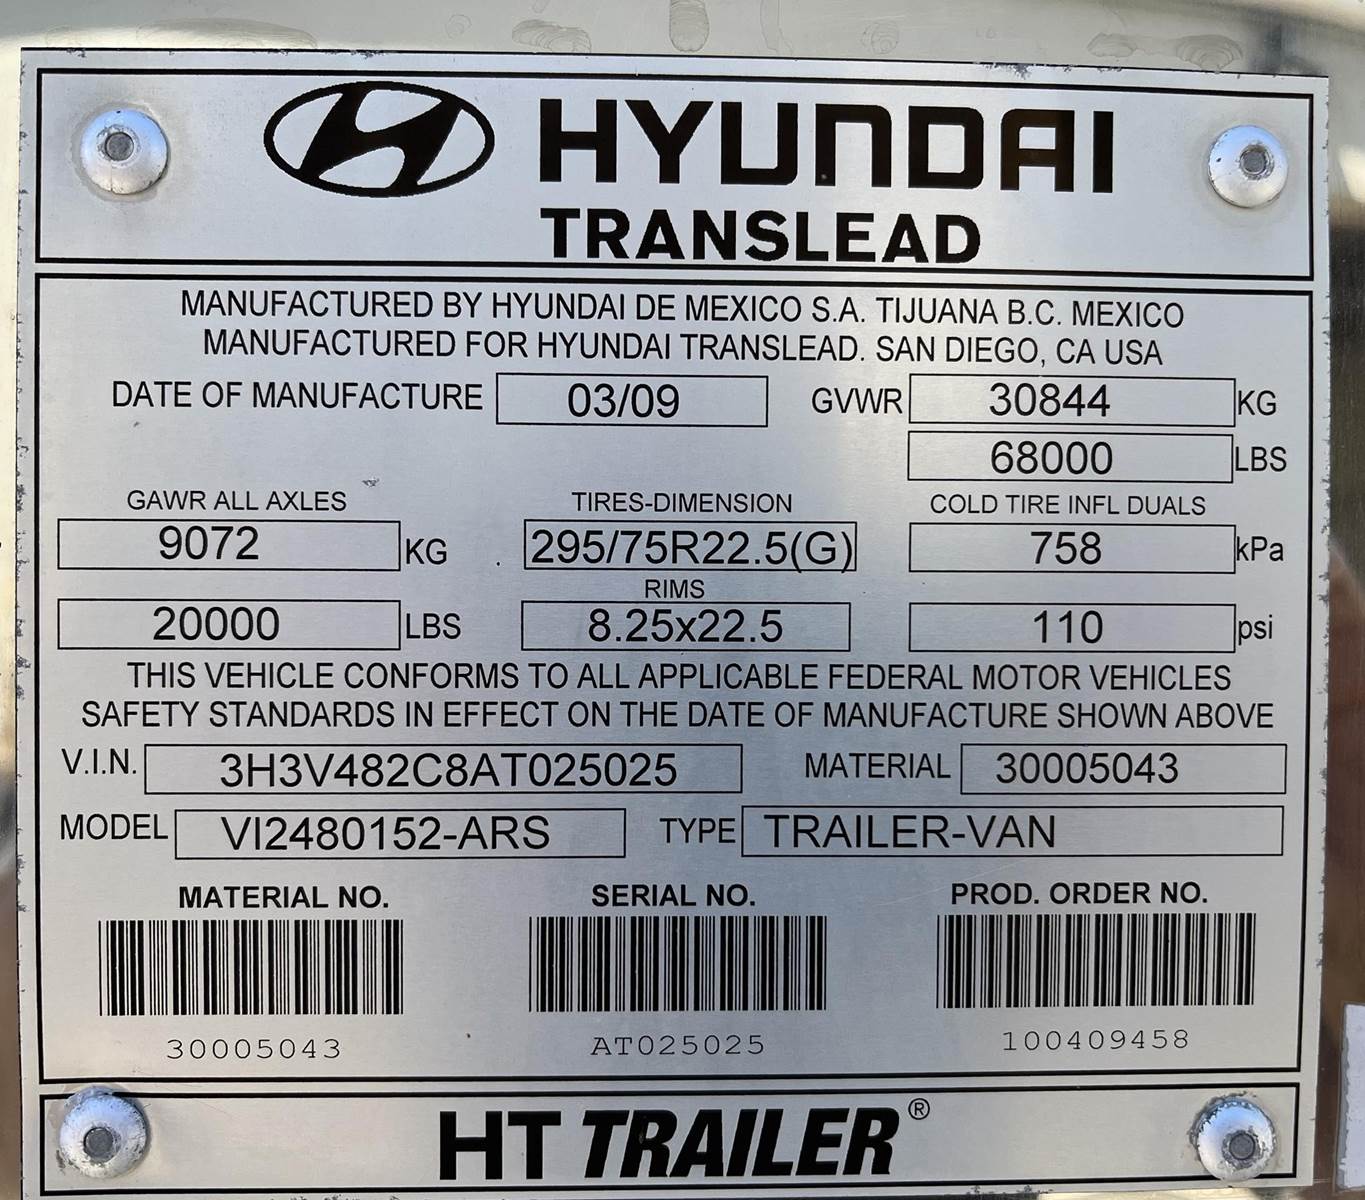 HYUNDAI
TRANSLEAD
MANUFACTURED BY HYUNDAI DE MEXICO S.A. TIJUANA B.C. MEXICO
MANUFACTURED FOR HYUNDAI TRANSLEAD. SAN DIEGO, CA USA
DATE OF MANUFACTURE 03/09 GVWR 30844 KG
68000 LBS
GAWR ALL AXLES TIRES-DIMENSION COLD TIRE INFL DUALS
9072 KG 295/75R22.5(G) 758 kPa
RIMS
20000 LBS 8.25x22.5 110 psi
THIS VEHICLE CONFORMS TO ALL APPLICABLE FEDERAL MOTOR VEHICLES
SAFETY STANDARDS IN EFFECT ON THE DATE OF MANUFACTURE SHOWN ABOVE
V.I.N. 3H3V482C8AT025025 MATERIAL 30005043
MODEL VI2480152-ARS TYPE TRAILER-VAN
MATERIAL NO. SERIAL NO. PROD. ORDER NO.
30005043 AT025025 100409458
HT TRAILER®